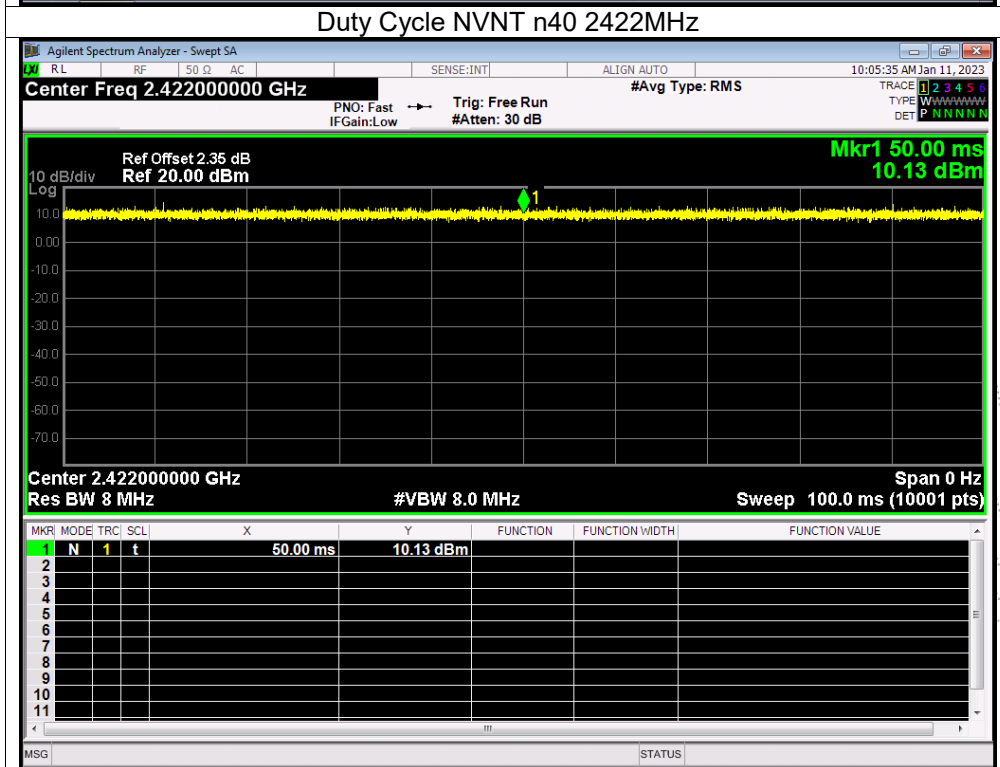 Duty Cycle NVNT n40 2422MHz
Agilent Spectrum Analyzer - Swept SA
LXI RL RF 50 Ω AC SENSE:INT ALIGN AUTO 10:05:35 AM Jan 11, 2023
Center Freq 2.422000000 GHz #Avg Type: RMS TRACE 1 2 3 4 5 6
PNO: Fast Trig: Free Run TYPE WWWWWW
IFGain:Low #Atten: 30 dB DET P N N N N N
Mkr1 50.00 ms
10.13 dBm
Ref Offset 2.35 dB
10 dB/div Ref 20.00 dBm
Log
1
10.0
0.00
-10.0
-20.0
-30.0
-40.0
-50.0
-60.0
-70.0
Center 2.422000000 GHz Span 0 Hz
Res BW 8 MHz #VBW 8.0 MHz Sweep 100.0 ms (10001 pts)
MKR MODE TRC SCL X Y FUNCTION FUNCTION WIDTH FUNCTION VALUE
1 N 1 t 50.00 ms 10.13 dBm
2
3
4
5
6
7
8
9
10
11
MSG STATUS